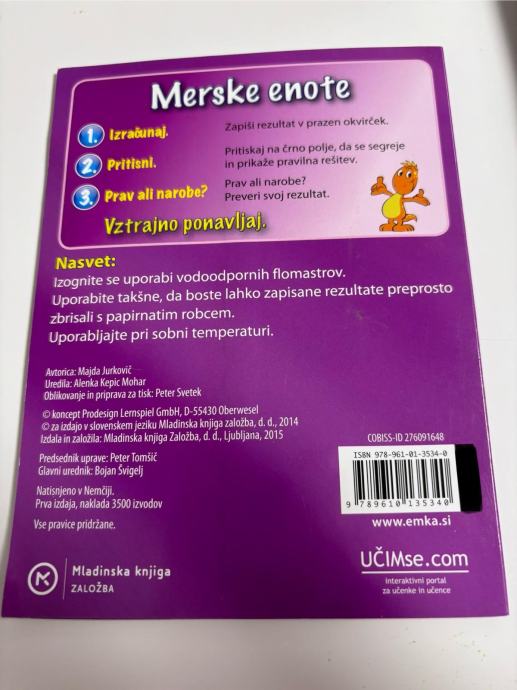 Merske enote
1. Izračunaj.
Zapiši rezultat v prazen okvirček.
2. Pritisni.
Pritiskaj na črno polje, da se segreje
in prikaže pravilna rešitev.
3. Prav ali narobe?
Prav ali narobe?
Preveri svoj rezultat.
Vztrajno ponavljaj.
Nasvet:
Izognite se uporabi vodoodpornih flomastrov.
Uporabite takšne, da boste lahko zapisane rezultate preprosto
zbrisali s papirnatim robcem.
Uporabljajte pri sobni temperaturi.
Avtorica: Majda Jurkovič
Uredila: Alenka Kepic Mohar
Oblikovanje in priprava za tisk: Peter Svetek
© koncept Prodesign Lernspiel GmbH, D-55430 Oberwesel
© za izdajo v slovenskem jeziku Mladinska knjiga založba, d. d., 2014
Izdala in založila: Mladinska knjiga Založba, d. d., Ljubljana, 2015
Predsednik uprave: Peter Tomšič
Glavni urednik: Bojan Švigelj
Natisnjeno v Nemčiji.
Prva izdaja, naklada 3500 izvodov
Vse pravice pridržane.
COBISS-ID 276091648
ISBN 978-961-01-3534-0
9 789610 135340
www.emka.si
Mladinska knjiga
ZALOŽBA
UČIMse.com
interaktivni portal
za učenke in učence